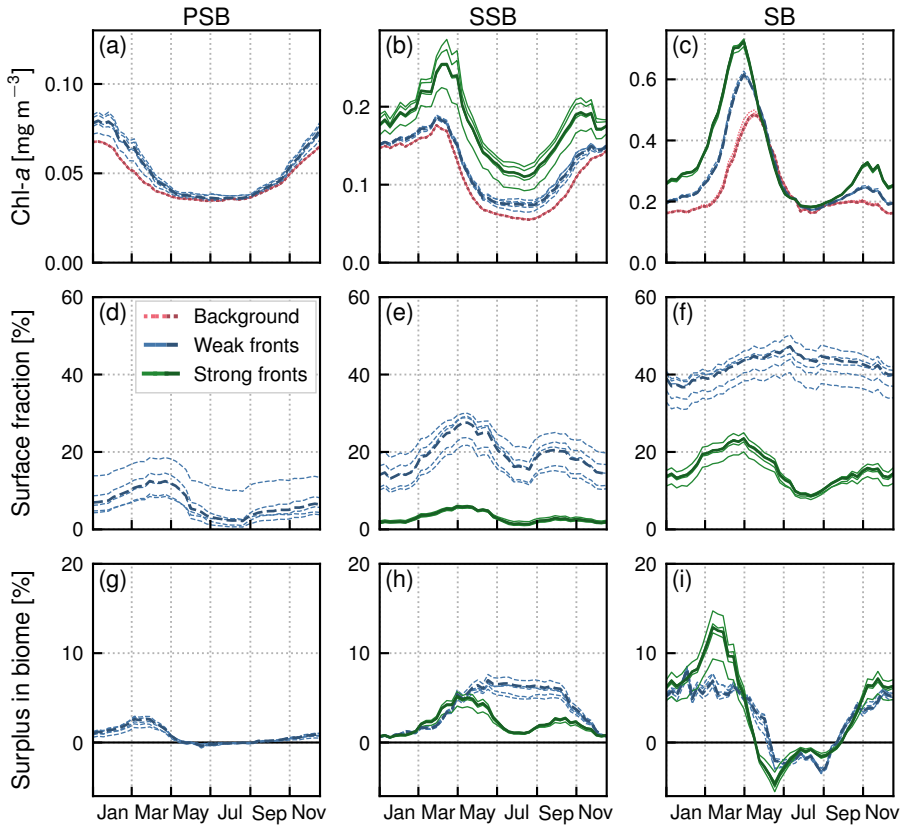 PSB SSB SB
(a) (b) (c)
Chl-a [mg m⁻³]
0.10
0.05
0.00
0.2
0.1
0.0
0.6
0.4
0.2
0.0
(d) (e) (f)
Surface fraction [%]
60
40
20
0
60
40
20
0
60
40
20
0
Background
Weak fronts
Strong fronts
(g) (h) (i)
Surplus in biome [%]
20
10
0
20
10
0
20
10
0
Jan Mar May Jul Sep Nov
Jan Mar May Jul Sep Nov
Jan Mar May Jul Sep Nov